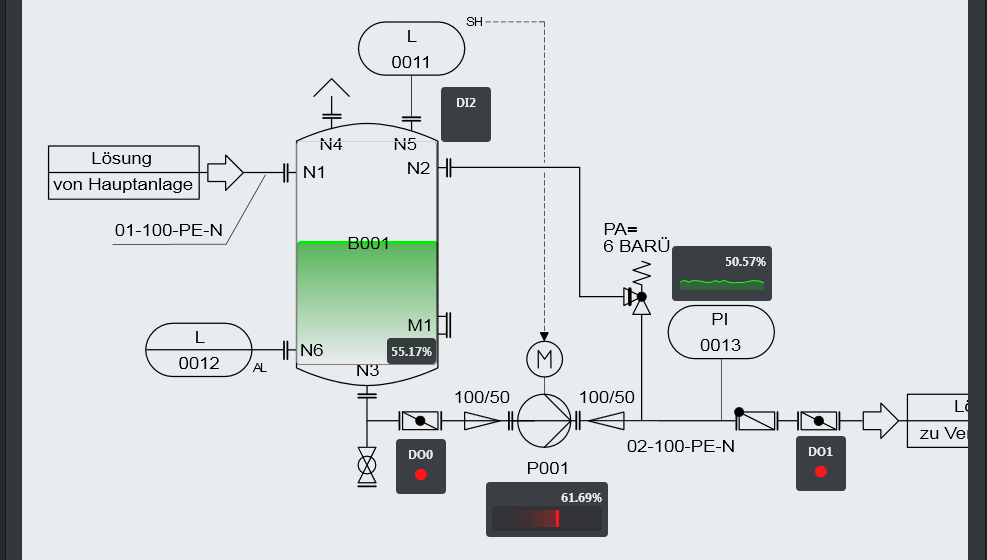 SH
L
0011
DI2
N4
N5
Lösung
von Hauptanlage
N1
N2
01-100-PE-N
PA=
6 BARÜ
B001
50.57%
PI
0013
M1
L
0012
AL
N6
55.17%
N3
M
100/50
100/50
zu
02-100-PE-N
DO0
DO1
P001
61.69%